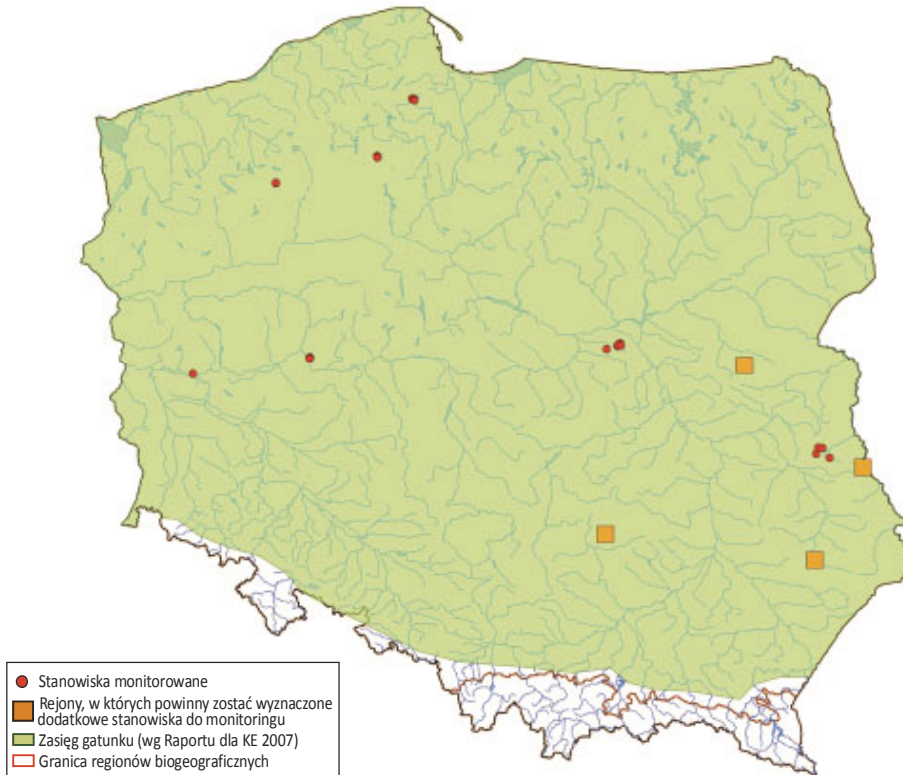 Stanowiska monitorowane
Rejony, w których powinny zostać wyznaczone
dodatkowe stanowiska do monitoringu
Zasięg gatunku (wg Raportu dla KE 2007)
Granica regionów biogeograficznych